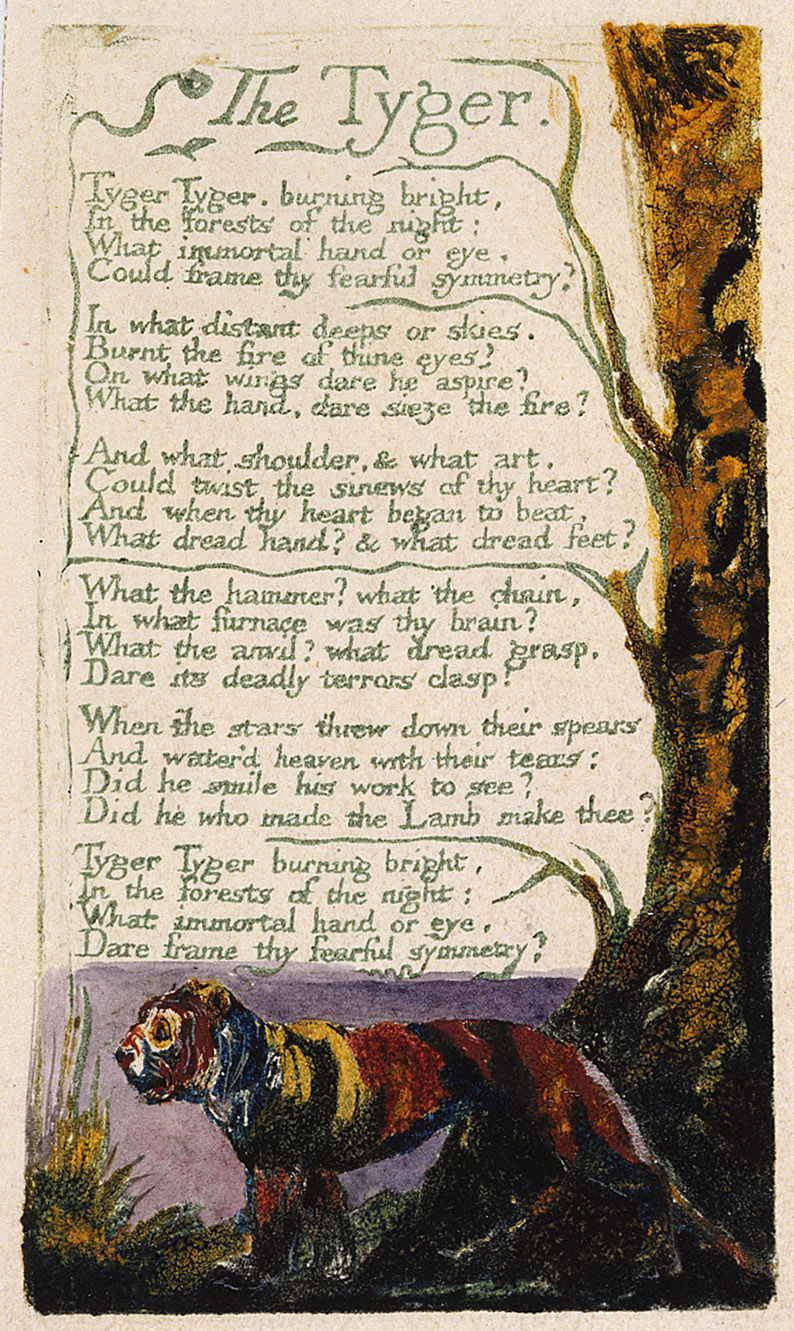 The Tyger.
Tyger Tyger. burning bright,
In the forests of the night:
What immortal hand or eye.
Could frame thy fearful symmetry?
In what distant deeps or skies.
Burnt the fire of thine eyes?
On what wings dare he aspire?
What the hand, dare sieze the fire?
And what shoulder, & what art,
Could twist the sinews of thy heart?
And when thy heart began to beat,
What dread hand? & what dread feet?
What the hammer? what the chain,
In what furnace was thy brain?
What the anvil? what dread grasp,
Dare its deadly terrors clasp!
When the stars threw down their spears
And water'd heaven with their tears:
Did he smile his work to see?
Did he who made the Lamb make thee?
Tyger Tyger burning bright,
In the forests of the night:
What immortal hand or eye,
Dare frame thy fearful symmetry?